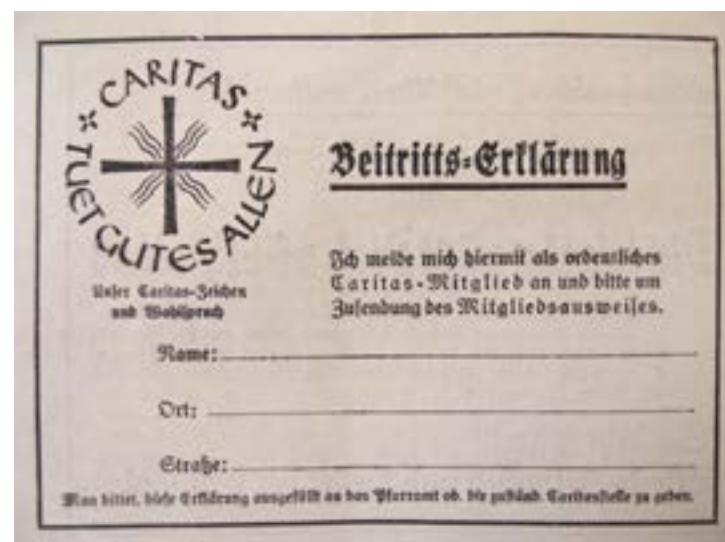 CARITAS
TUET GUTES ALLEN
Unser Caritas-Zeichen
und Wahlspruch
Beitritts-Erklärung
Ich melde mich hiermit als ordentliches
Caritas-Mitglied an und bitte um
Zusendung des Mitgliedsausweises.
Name:
Ort:
Straße:
Man bittet, diese Erklärung ausgefüllt an das Pfarramt od. die zuständ. Caritasstelle zu geben.